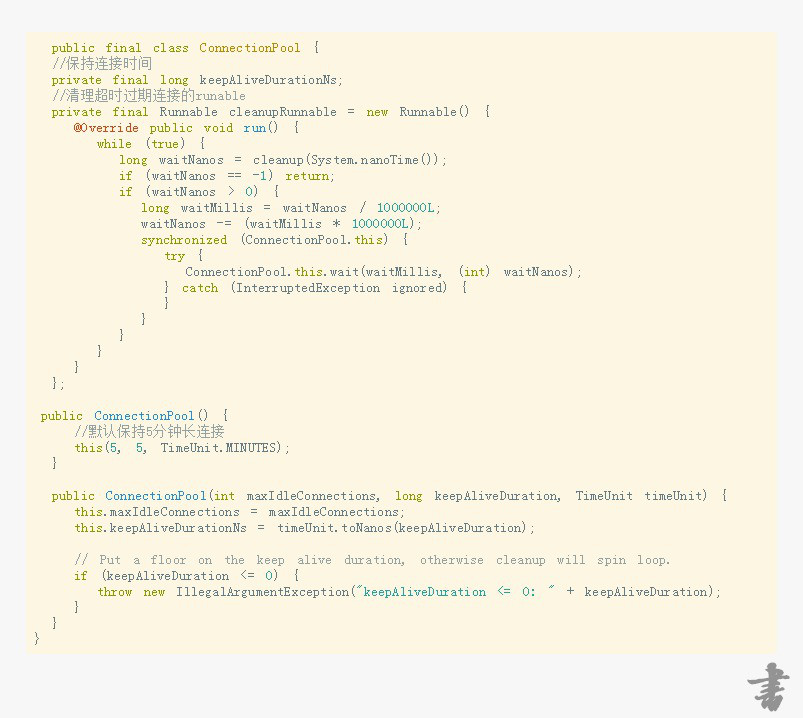 public final class ConnectionPool {
//保持连接时间
private final long keepAliveDurationNs;
//清理超时过期连接的runable
private final Runnable cleanupRunnable = new Runnable() {
@Override public void run() {
while (true) {
long waitNanos = cleanup(System.nanoTime());
if (waitNanos == -1) return;
if (waitNanos > 0) {
long waitMillis = waitNanos / 1000000L;
waitNanos -= (waitMillis * 1000000L);
synchronized (ConnectionPool.this) {
try {
ConnectionPool.this.wait(waitMillis, (int) waitNanos);
} catch (InterruptedException ignored) {
}
}
}
}
}
};
public ConnectionPool() {
//默认保持5分钟长连接
this(5, 5, TimeUnit.MINUTES);
}
public ConnectionPool(int maxIdleConnections, long keepAliveDuration, TimeUnit timeUnit) {
this.maxIdleConnections = maxIdleConnections;
this.keepAliveDurationNs = timeUnit.toNanos(keepAliveDuration);
// Put a floor on the keep alive duration, otherwise cleanup will spin loop.
if (keepAliveDuration <= 0) {
throw new IllegalArgumentException("keepAliveDuration <= 0: " + keepAliveDuration);
}
}
}
書